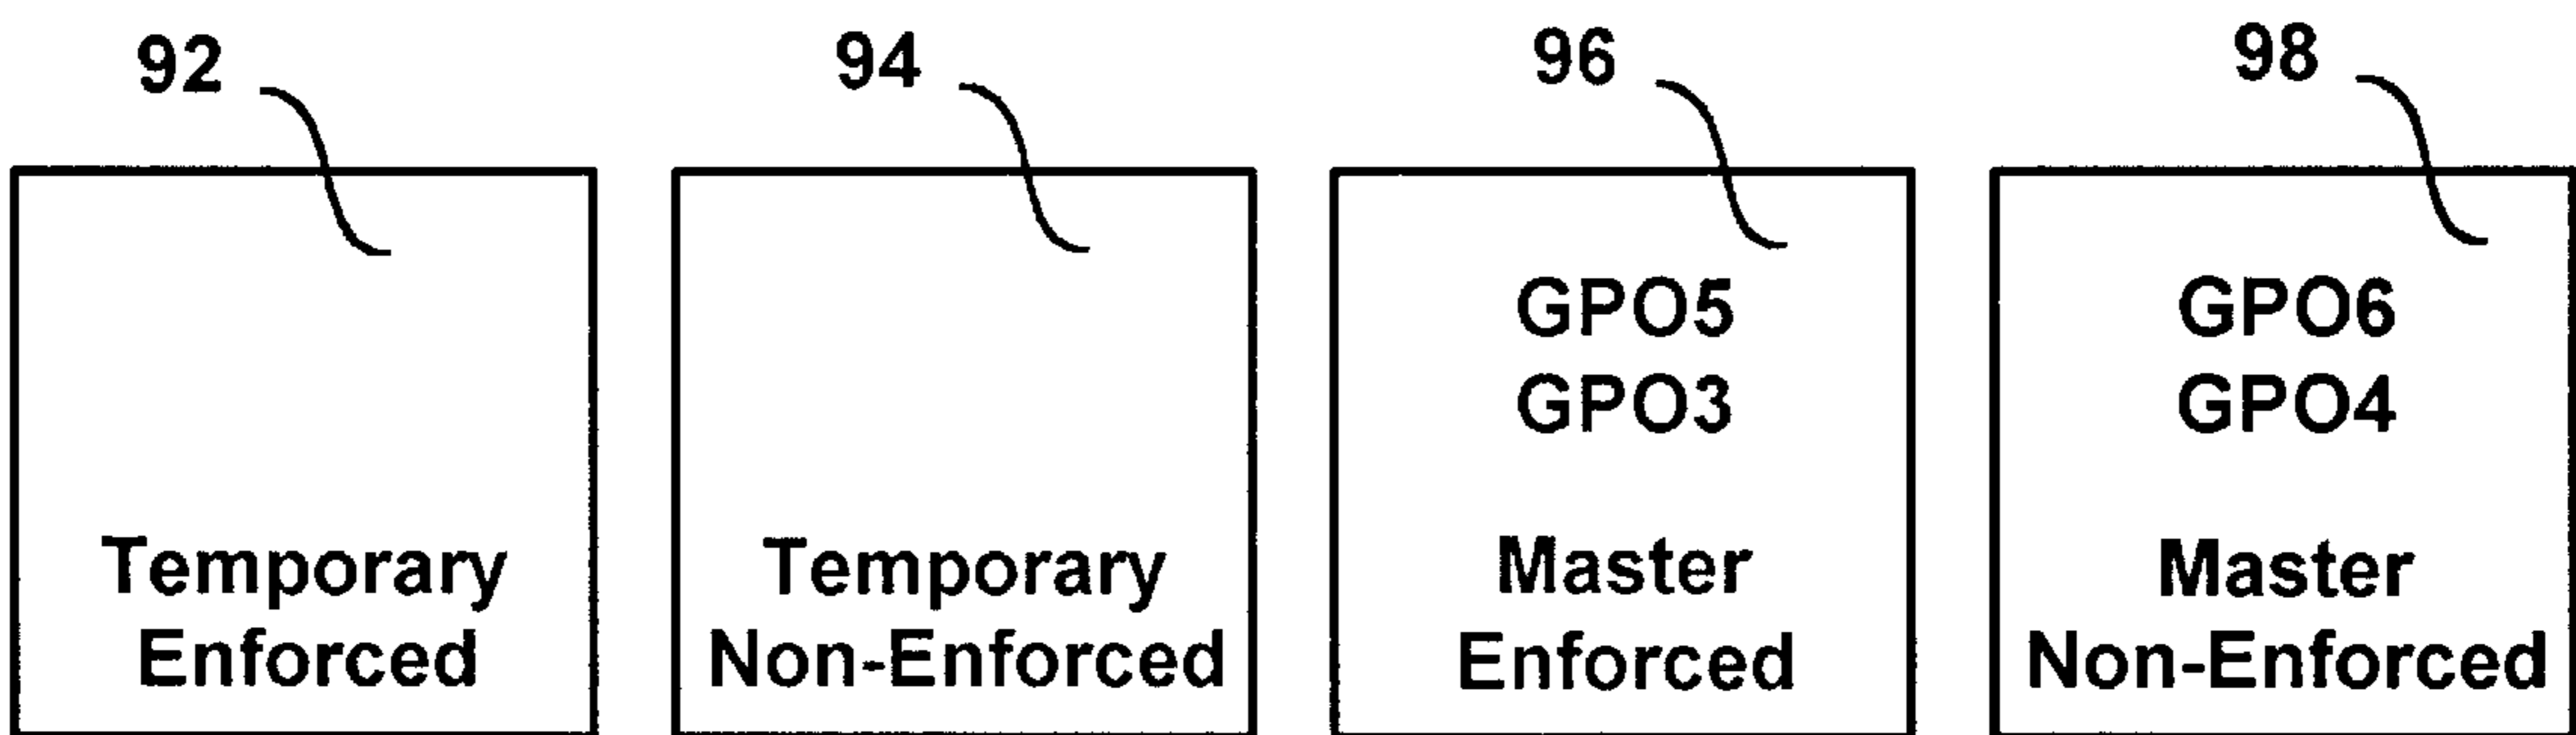 92
94
96
98
Temporary
Enforced
Temporary
Non-Enforced
GPO5
GPO3
Master
Enforced
GPO6
GPO4
Master
Non-Enforced